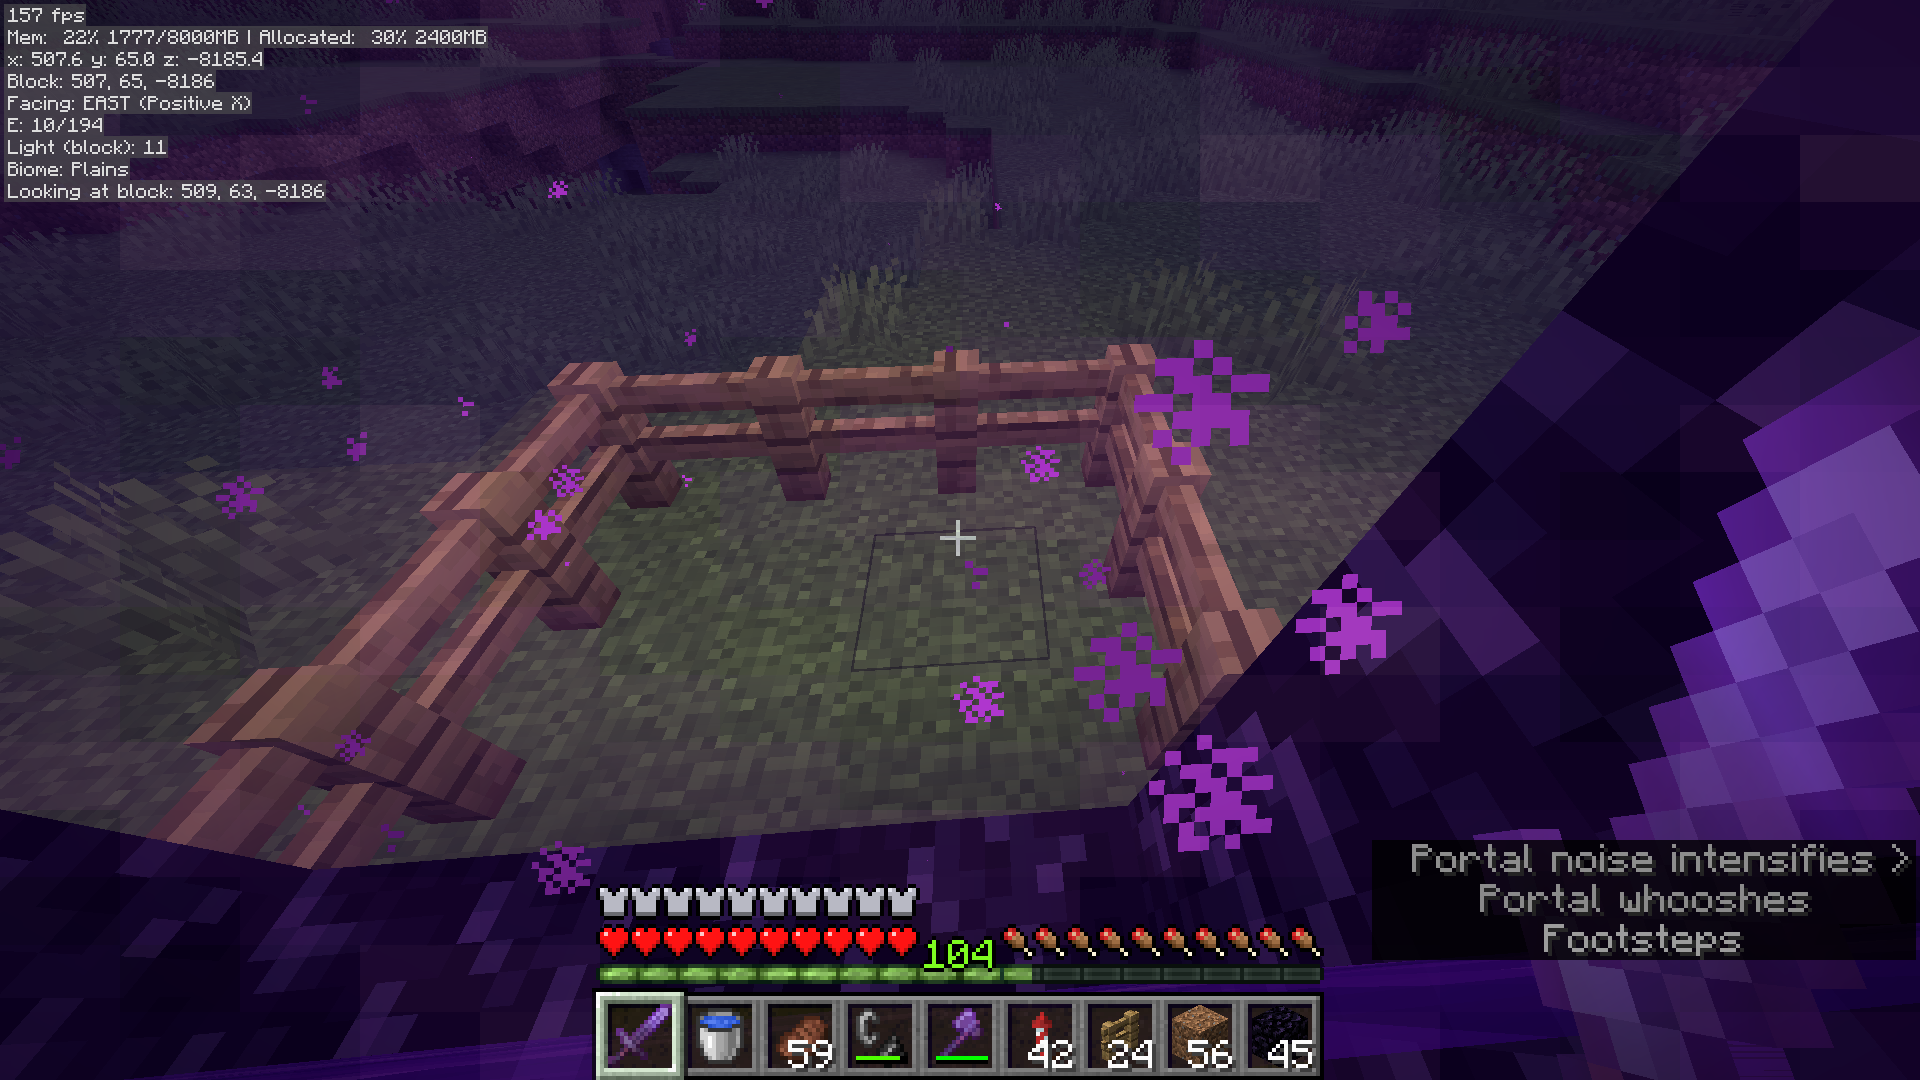 157 fps
Mem: 22% 1777/8000MB | Allocated: 30% 2400MB
x: 507.6 y: 65.0 z: -8185.4
Block: 507, 65, -8186
Facing: EAST (Positive X)
E: 10/194
Light (block): 11
Biome: Plains
Looking at block: 509, 63, -8186
Portal noise intensifies >
Portal whooshes
Footsteps
104
59 42 24 56 45